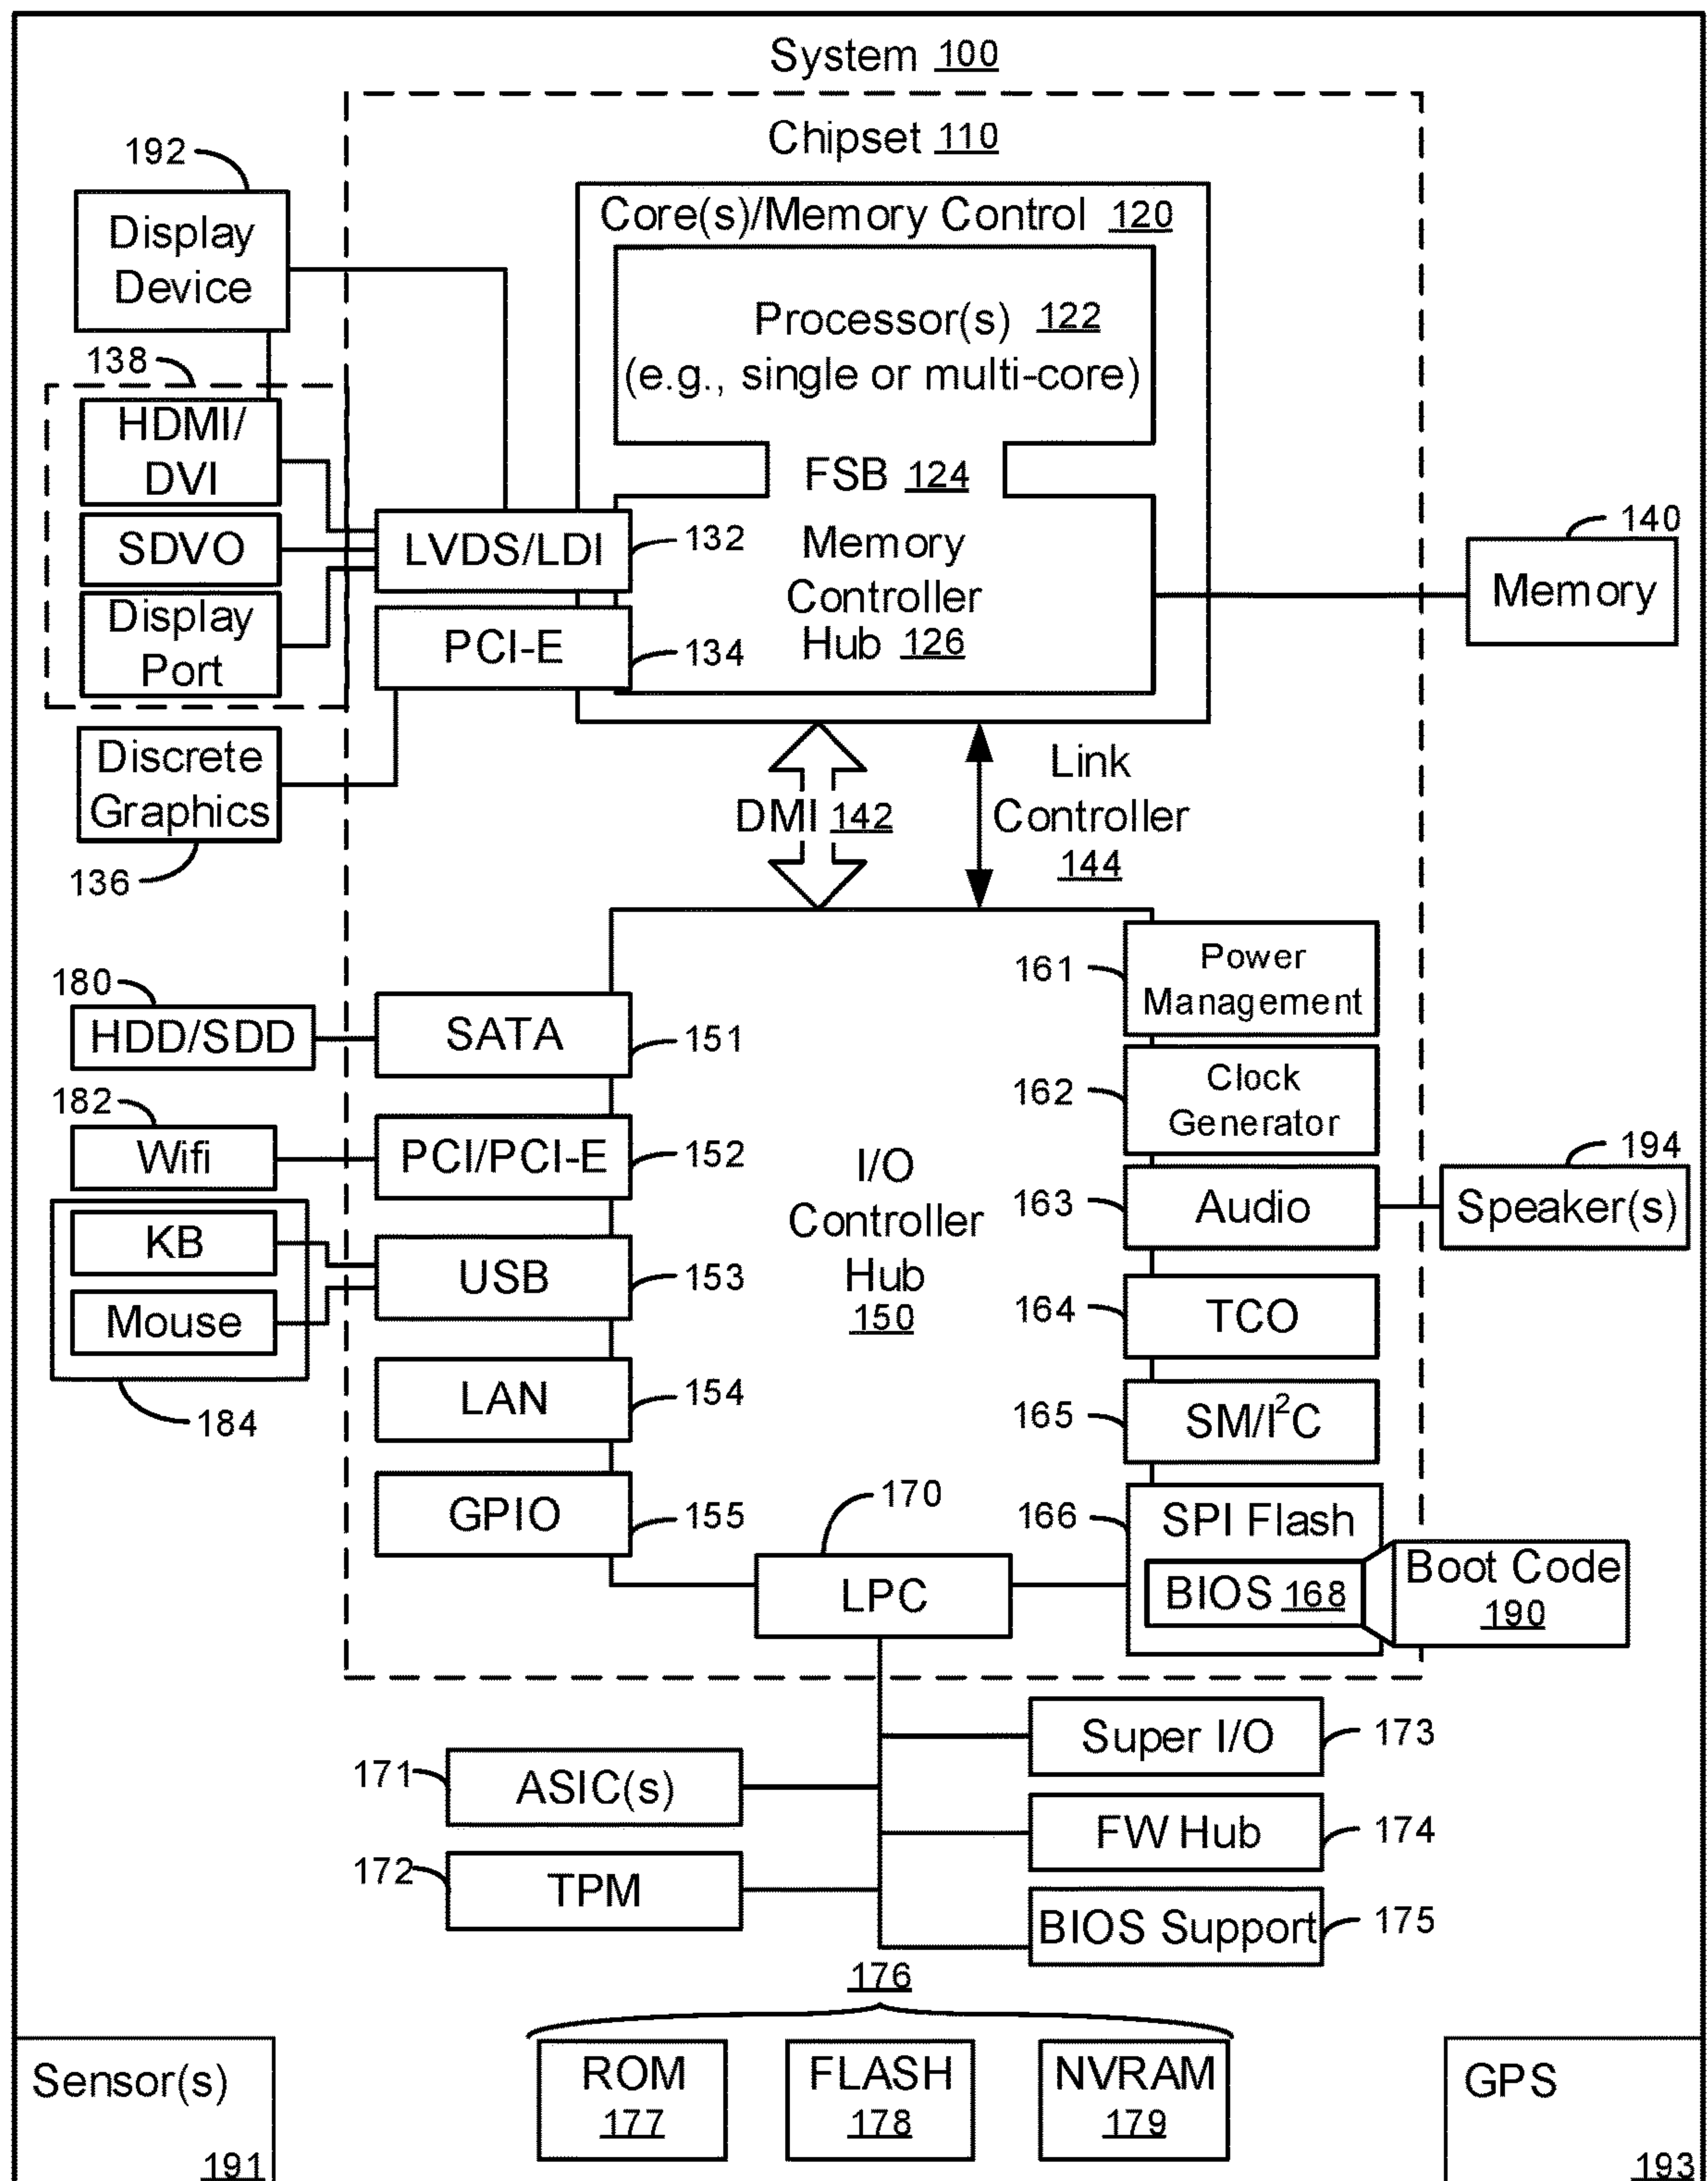 System 100
Chipset 110
192
Display
Device
Core(s)/Memory Control 120
Processor(s) 122
(e.g., single or multi-core)
138
HDMI/
DVI
SDVO
Display
Port
FSB 124
LVDS/LDI
132
PCI-E
134
Memory
Controller
Hub 126
140
Memory
Discrete
Graphics
136
DMI 142
Link
Controller
144
180
HDD/SDD
SATA
151
182
Wifi
PCI/PCI-E
152
KB
Mouse
184
USB
153
LAN
154
GPIO
155
I/O
Controller
Hub
150
161
Power
Management
162
Clock
Generator
163
Audio
194
Speaker(s)
164
TCO
165
SM/I²C
166
SPI Flash
BIOS 168
Boot Code
190
170
LPC
171
ASIC(s)
172
TPM
Super I/O
173
FW Hub
174
BIOS Support
175
176
ROM
177
FLASH
178
NVRAM
179
Sensor(s)
191
GPS
193